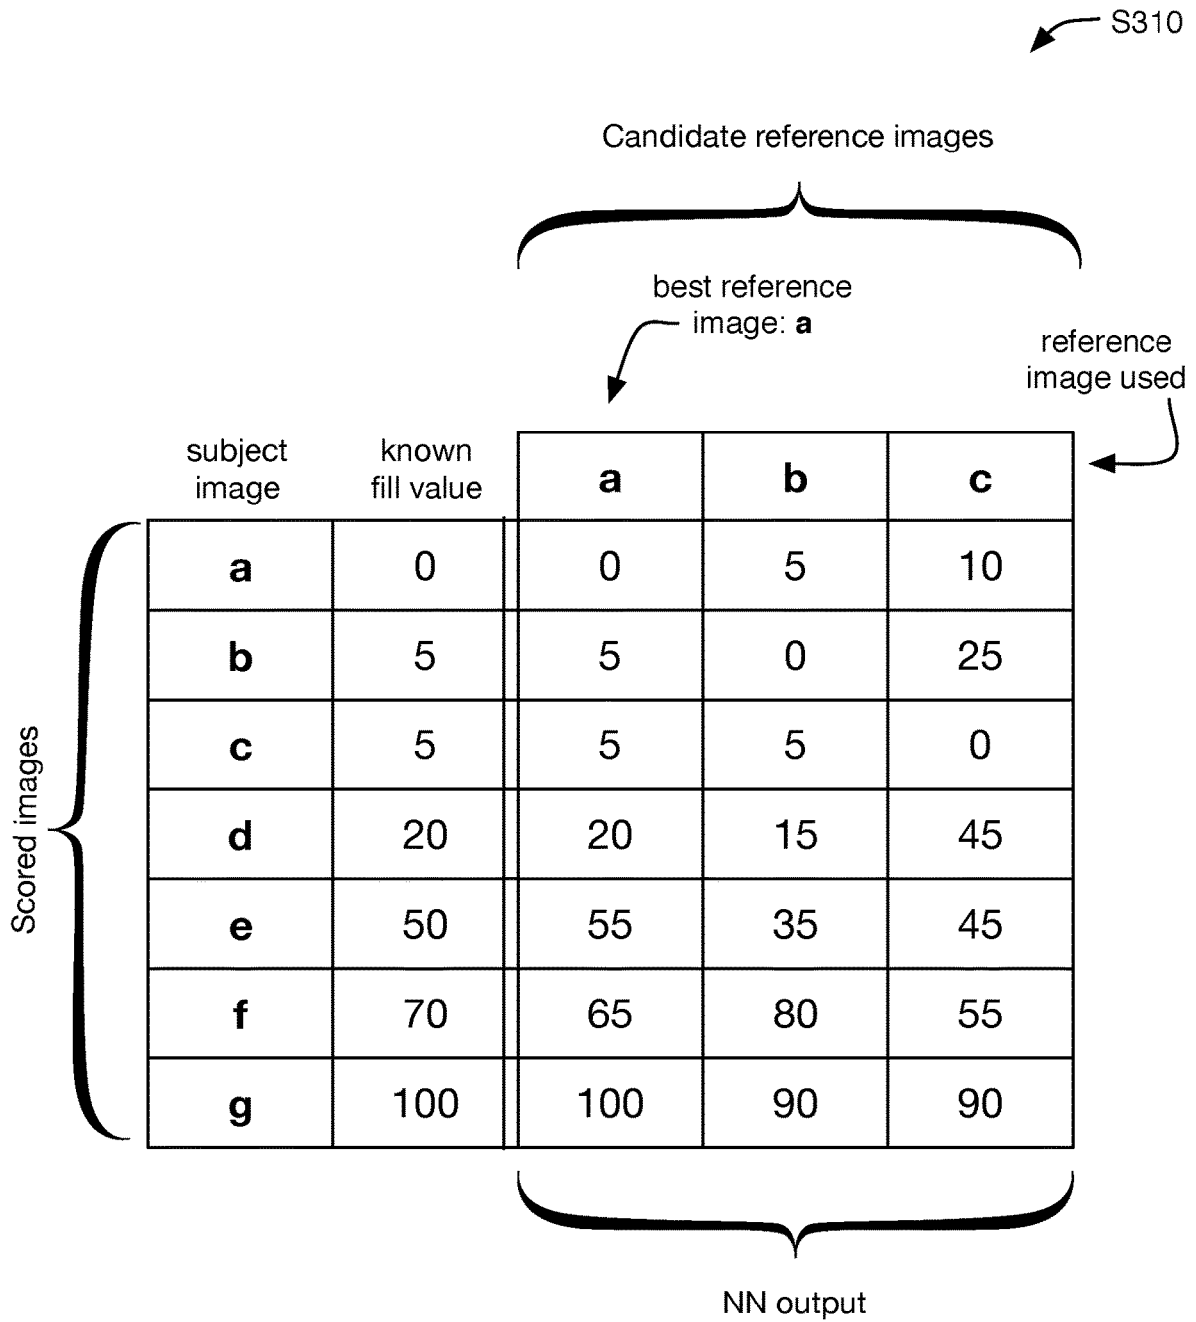 S310
Candidate reference images
best reference
image: a
reference
image used
subject
image
known
fill value
a b c
a 0 0 5 10
b 5 5 0 25
c 5 5 5 0
d 20 20 15 45
e 50 55 35 45
f 70 65 80 55
g 100 100 90 90
Scored images
NN output